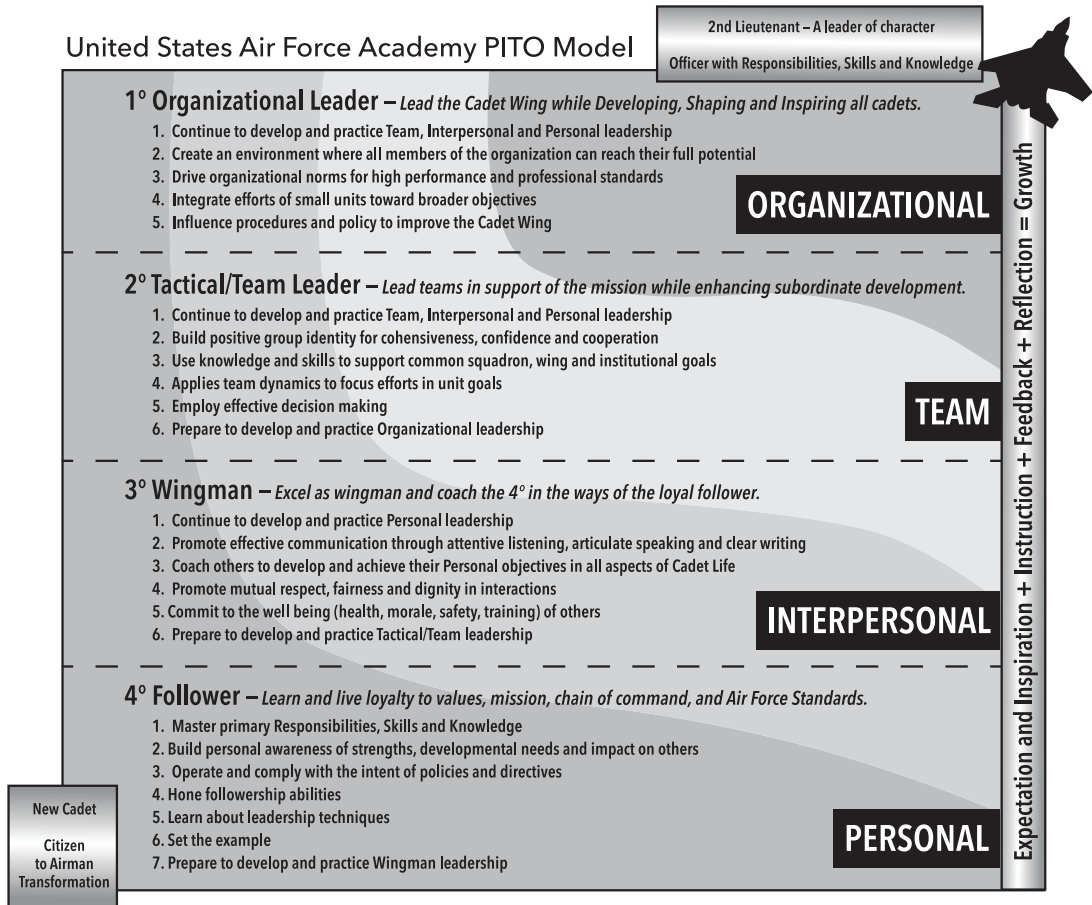 United States Air Force Academy PITO Model
2nd Lieutenant – A leader of character
Officer with Responsibilities, Skills and Knowledge
1º Organizational Leader – Lead the Cadet Wing while Developing, Shaping and Inspiring all cadets.
1. Continue to develop and practice Team, Interpersonal and Personal leadership
2. Create an environment where all members of the organization can reach their full potential
3. Drive organizational norms for high performance and professional standards
4. Integrate efforts of small units toward broader objectives
5. Influence procedures and policy to improve the Cadet Wing
ORGANIZATIONAL
2º Tactical/Team Leader – Lead teams in support of the mission while enhancing subordinate development.
1. Continue to develop and practice Team, Interpersonal and Personal leadership
2. Build positive group identity for cohesiveness, confidence and cooperation
3. Use knowledge and skills to support common squadron, wing and institutional goals
4. Applies team dynamics to focus efforts in unit goals
5. Employ effective decision making
6. Prepare to develop and practice Organizational leadership
TEAM
3º Wingman – Excel as wingman and coach the 4º in the ways of the loyal follower.
1. Continue to develop and practice Personal leadership
2. Promote effective communication through attentive listening, articulate speaking and clear writing
3. Coach others to develop and achieve their Personal objectives in all aspects of Cadet Life
4. Promote mutual respect, fairness and dignity in interactions
5. Commit to the well being (health, morale, safety, training) of others
6. Prepare to develop and practice Tactical/Team leadership
INTERPERSONAL
4º Follower – Learn and live loyalty to values, mission, chain of command, and Air Force Standards.
1. Master primary Responsibilities, Skills and Knowledge
2. Build personal awareness of strengths, developmental needs and impact on others
3. Operate and comply with the intent of policies and directives
4. Hone followership abilities
5. Learn about leadership techniques
6. Set the example
7. Prepare to develop and practice Wingman leadership
PERSONAL
New Cadet
Citizen
to Airman
Transformation
Expectation and Inspiration + Instruction + Feedback + Reflection = Growth